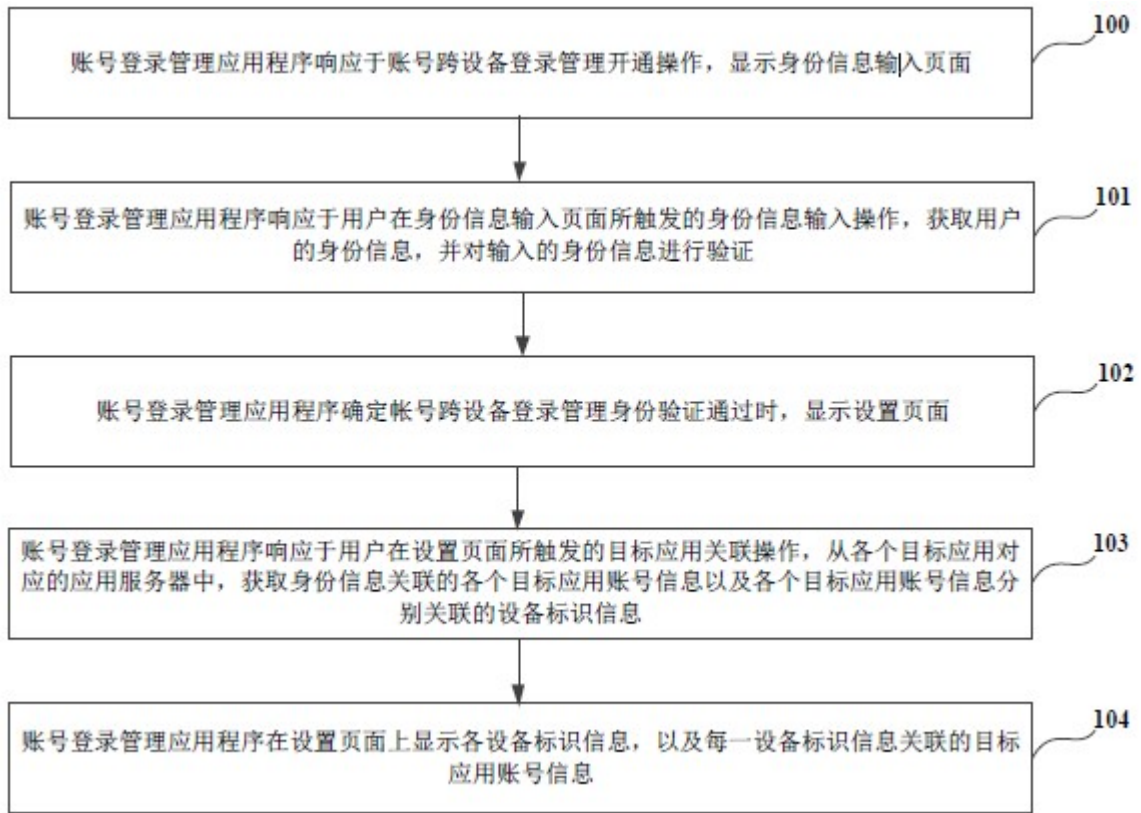 100
账号登录管理应用程序响应于账号跨设备登录管理开通操作，显示身份信息输入页面
101
账号登录管理应用程序响应于用户在身份信息输入页面所触发的身份信息输入操作，获取用户
的身份信息，并对输入的身份信息进行验证
102
账号登录管理应用程序确定帐号跨设备登录管理身份验证通过时，显示设置页面
103
账号登录管理应用程序响应于用户在设置页面所触发的目标应用关联操作，从各个目标应用对
应的应用服务器中，获取身份信息关联的各个目标应用账号信息以及各个目标应用账号信息分
别关联的设备标识信息
104
账号登录管理应用程序在设置页面上显示各设备标识信息，以及每一设备标识信息关联的目标
应用账号信息